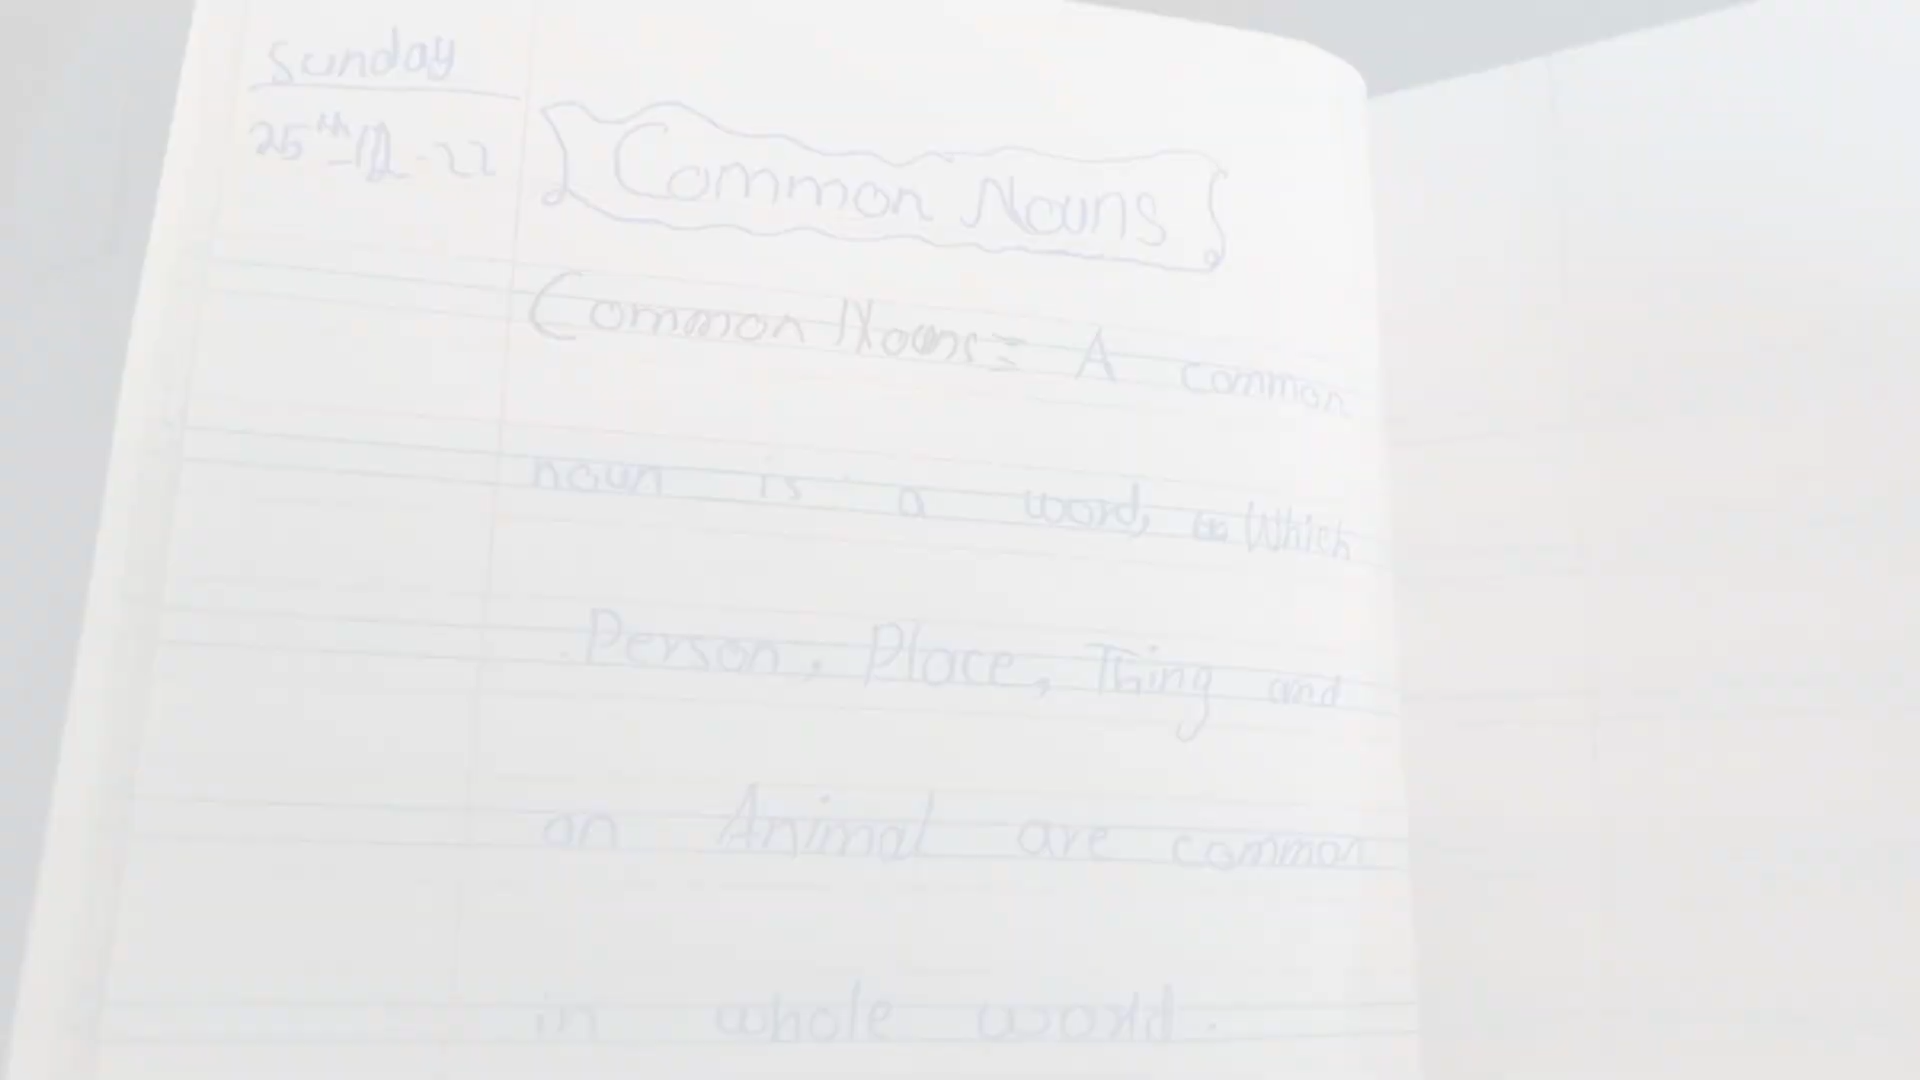 Sunday
25th-12-22
Common Nouns
Common Nouns= A common
noun is a word, Which
Person, Place, Thing and
an Animal are common
in whole world.